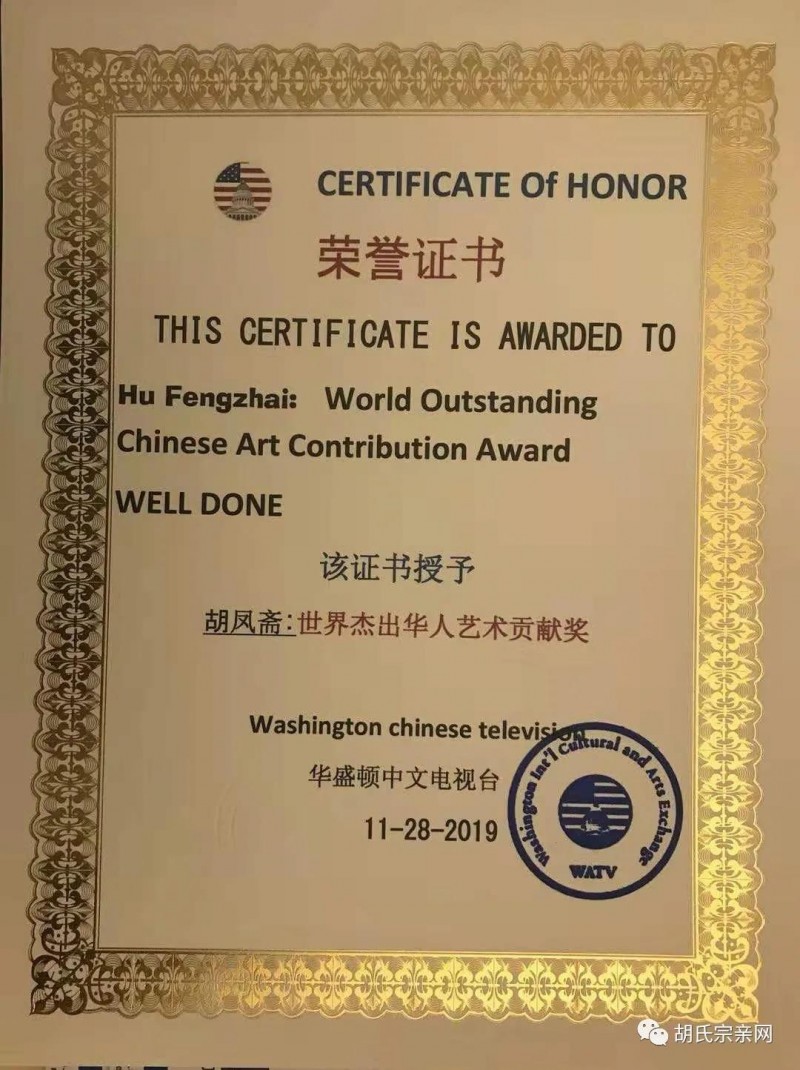 CERTIFICATE Of HONOR
荣誉证书
THIS CERTIFICATE IS AWARDED TO
Hu Fengzhai: World Outstanding
Chinese Art Contribution Award
WELL DONE
该证书授予
胡凤斋:世界杰出华人艺术贡献奖
Washington chinese television
华盛顿中文电视台
11-28-2019
Washington Int'l Cultural and Arts Exchange
WATV
胡氏宗亲网